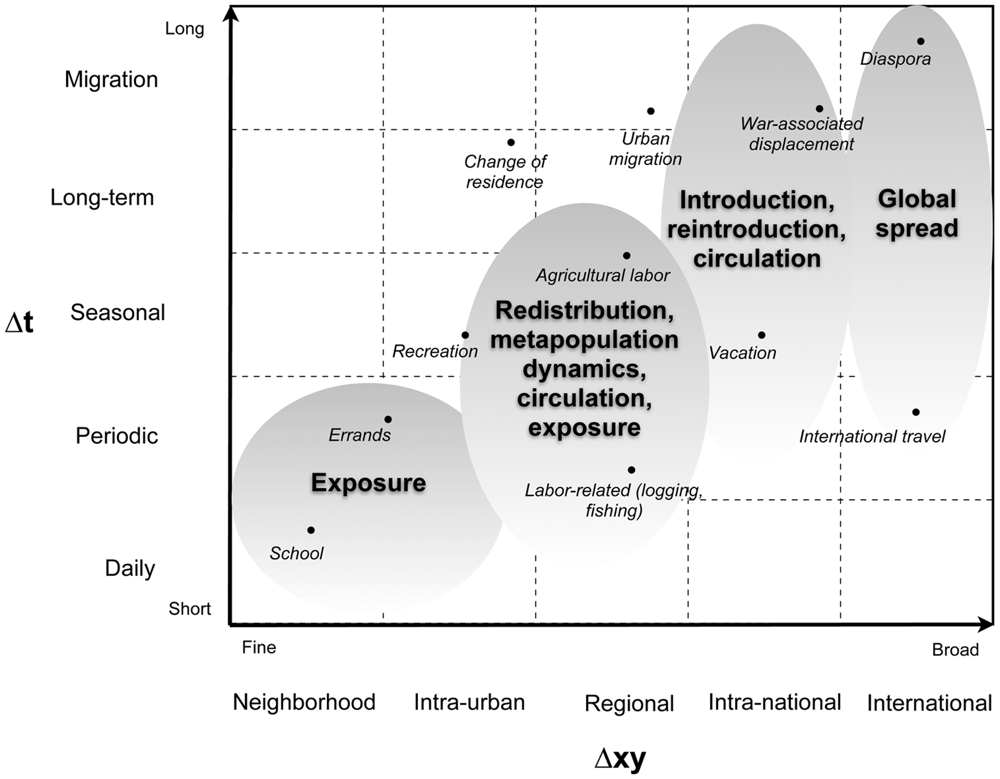 Long
Migration
Long-term
Δt
Seasonal
Periodic
Daily
Short
Diaspora
War-associated
displacement
Urban
migration
Change of
residence
Introduction,
reintroduction,
circulation
Global
spread
Agricultural labor
Redistribution,
metapopulation
dynamics,
circulation,
exposure
Recreation
Vacation
Errands
International travel
Exposure
Labor-related (logging,
fishing)
School
Fine
Broad
Neighborhood
Intra-urban
Regional
Intra-national
International
Δxy